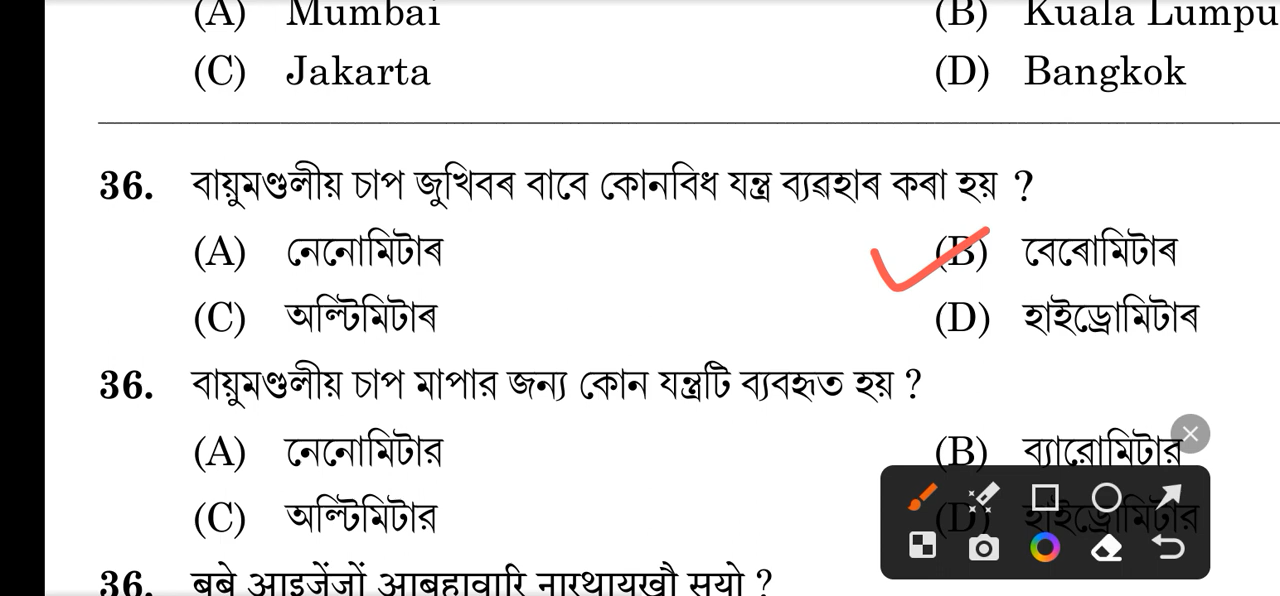 (A) Mumbai (B) Kuala Lumpu
(C) Jakarta (D) Bangkok
36. বায়ুমণ্ডলীয় চাপ জুখিবৰ বাবে কোনবিধ যন্ত্ৰ ব্যৱহাৰ কৰা হয় ?
(A) নেনোমিটাৰ (B) বেৰোমিটাৰ
(C) অল্টিমিটাৰ (D) হাইড্ৰোমিটাৰ
36. বায়ুমণ্ডলীয় চাপ মাপার জন্য কোন যন্ত্রটি ব্যবহৃত হয় ?
(A) নেনোমিটার (B) ব্যারোমিটার
(C) অল্টিমিটার (D) হাইড্রোমিটার
36. बबे आइजेंजों आबहावारि नारथायखौ सुयो ?